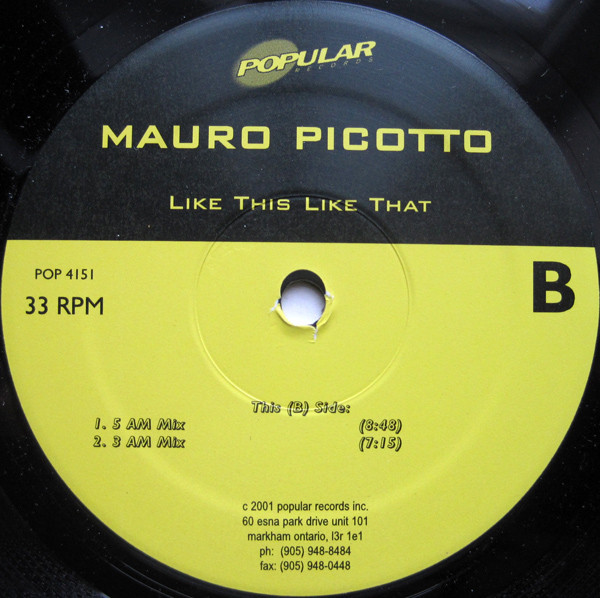 POPULAR
RECORDS
MAURO PICOTTO
LIKE THIS LIKE THAT
POP 4151
33 RPM
B
This (B) Side:
1. 5 AM Mix (8:48)
2. 3 AM Mix (7:15)
c 2001 popular records inc.
60 esna park drive unit 101
markham ontario, l3r 1e1
ph: (905) 948-8484
fax: (905) 948-0448